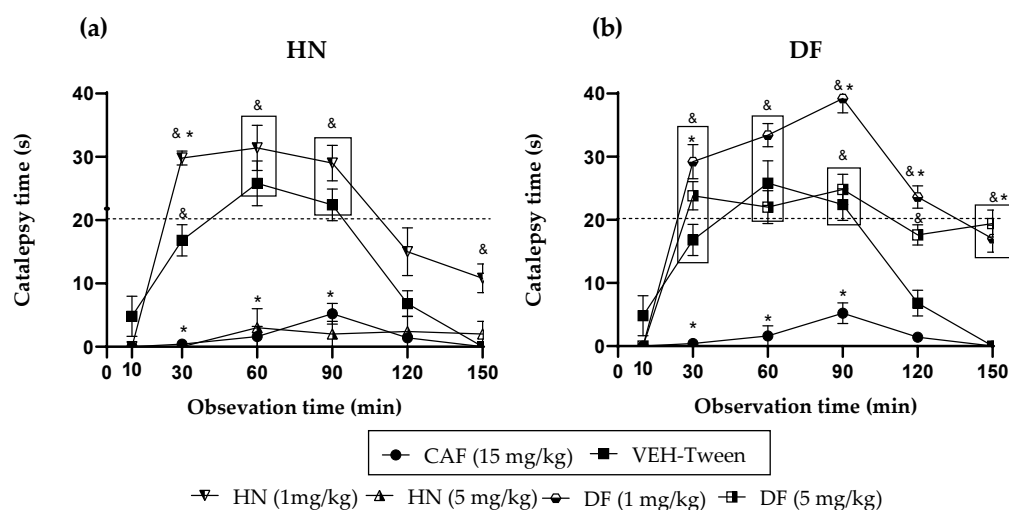 (a)
HN
(b)
DF
Catalepsy time (s)
40
30
20
10
0
& *
&
&
&
&
*
*
*
0 10 30 60 90 120 150
Obsevation time (min)
Catalepsy time (s)
40
30
20
10
0
&
*
&
& *
&
& *
&
& *
*
*
*
0 10 30 60 90 120 150
Observation time (min)
CAF (15 mg/kg) VEH-Tween
HN (1mg/kg) HN (5 mg/kg) DF (1 mg/kg) DF (5 mg/kg)